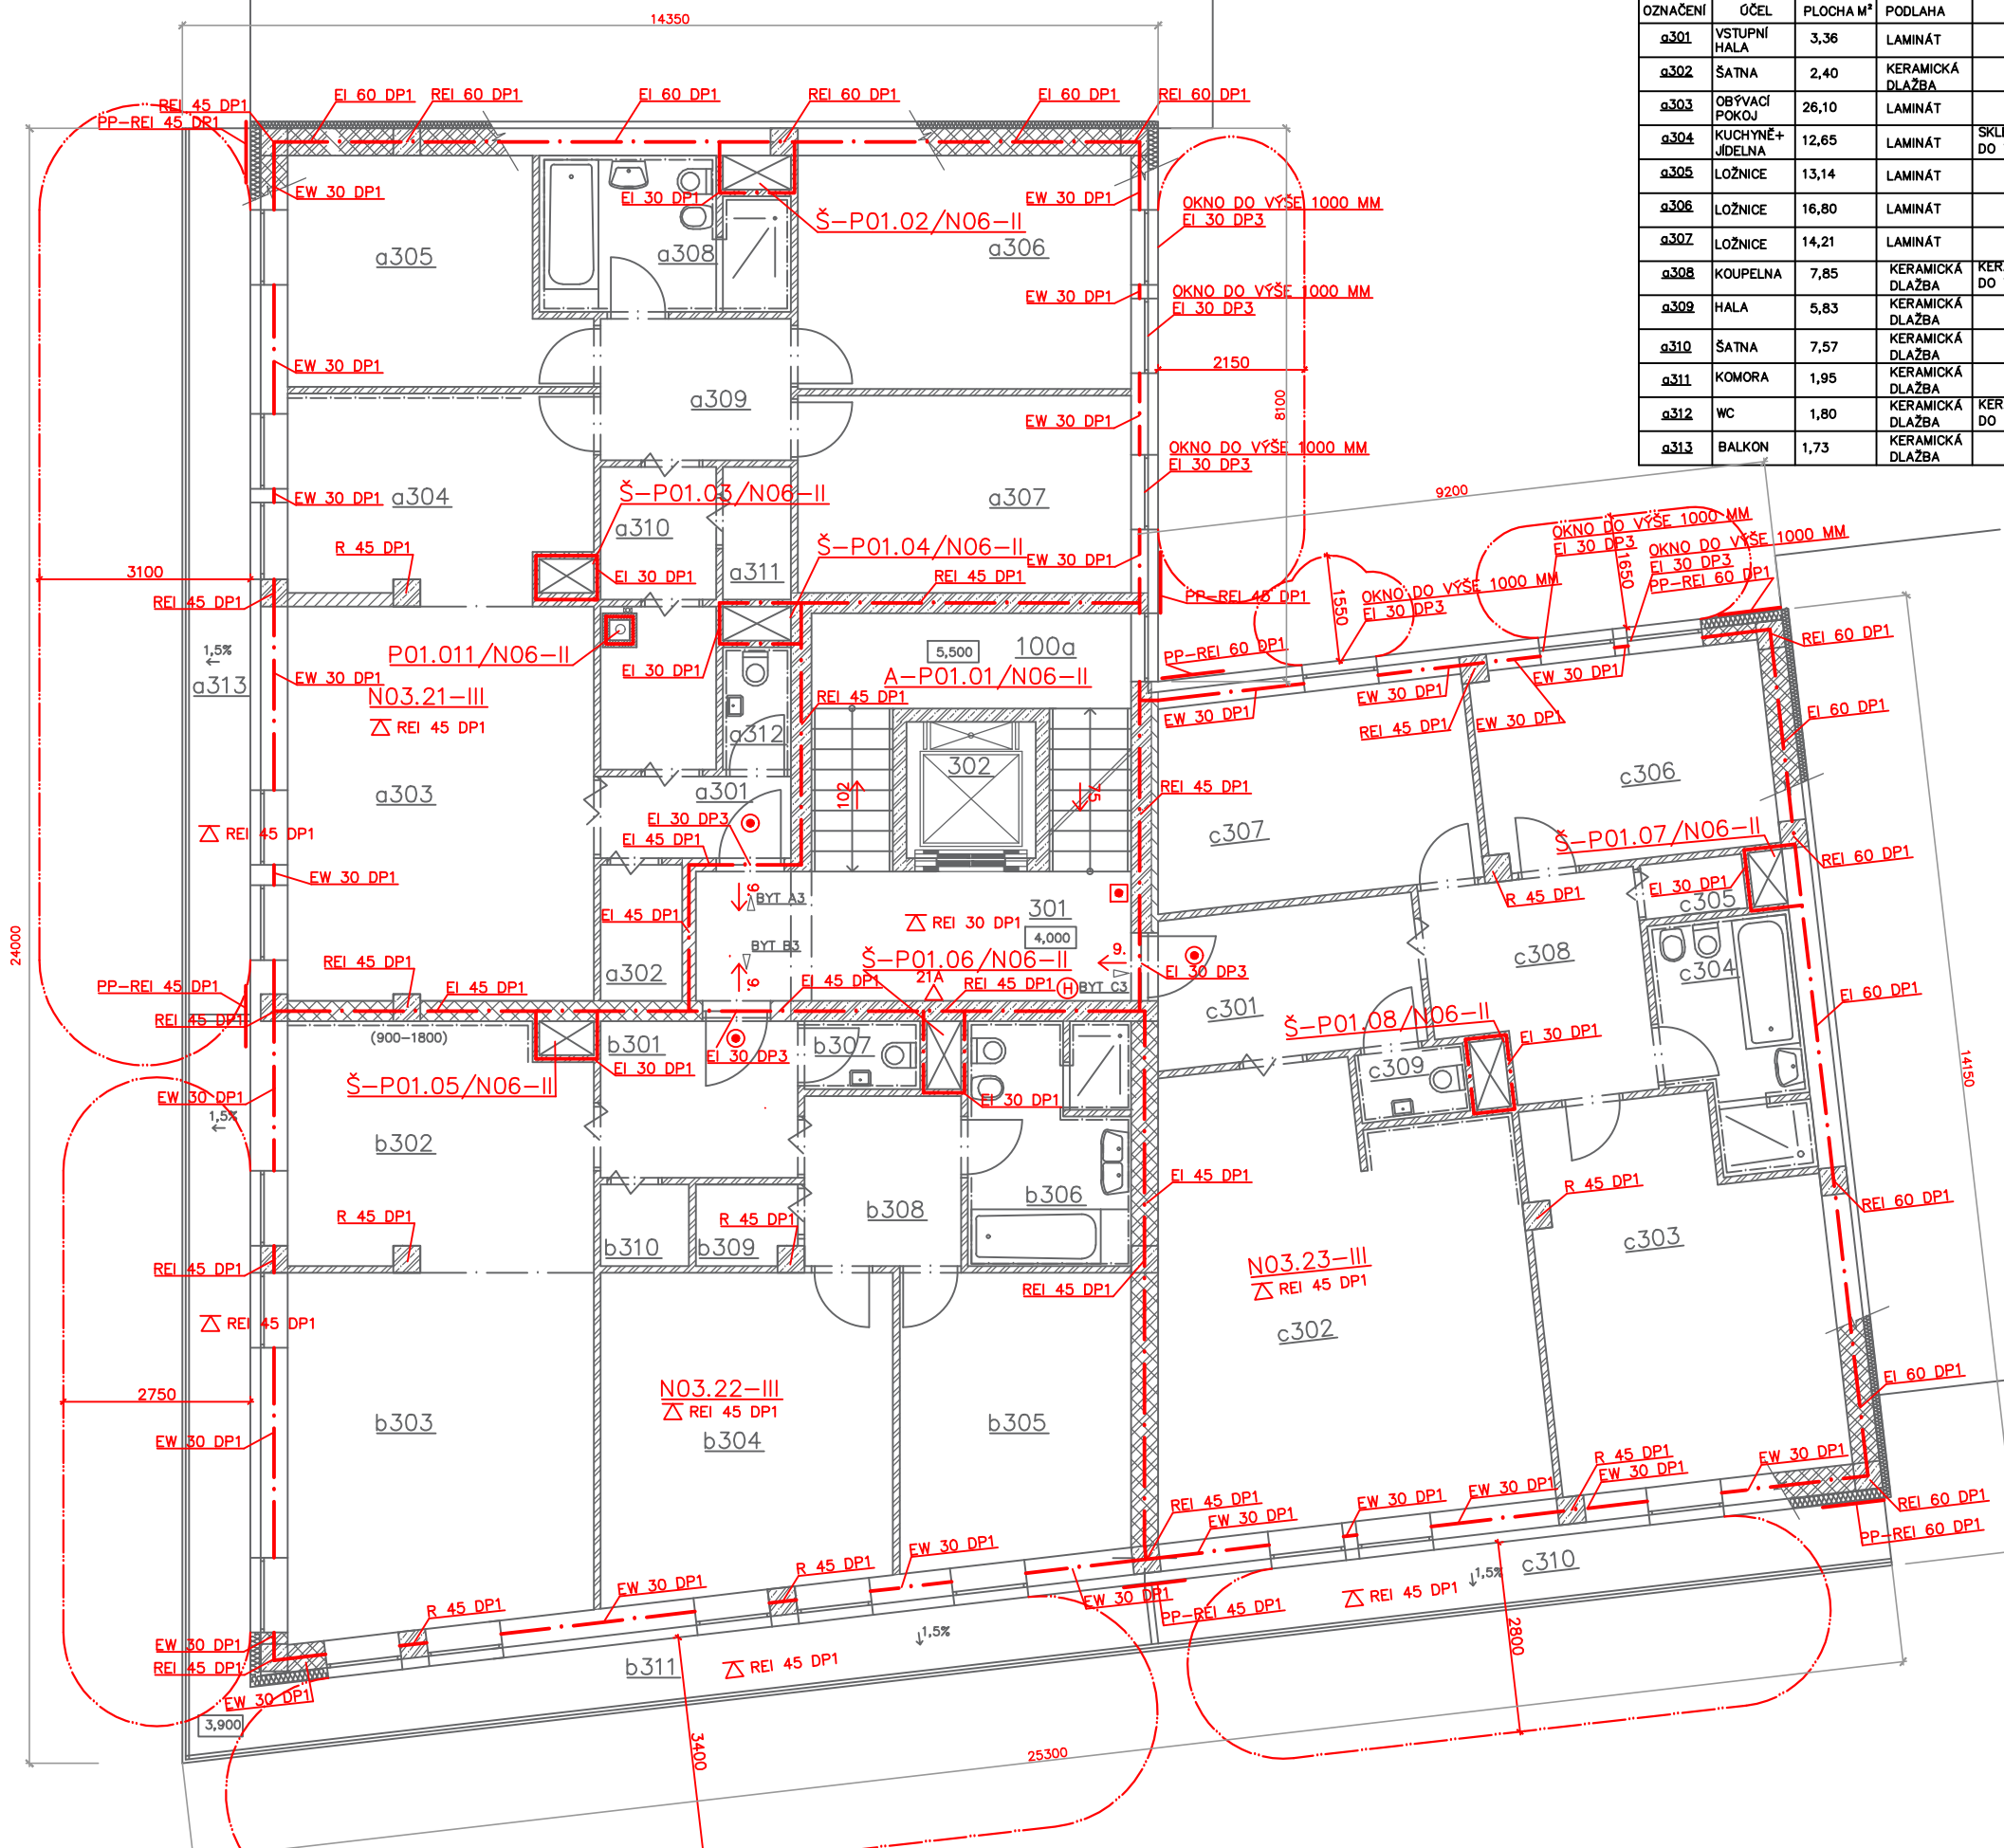 14350
OZNAČENÍ ÚČEL PLOCHA M² PODLAHA
a301 VSTUPNÍ HALA 3,36 LAMINÁT
a302 ŠATNA 2,40 KERAMICKÁ DLAŽBA
a303 OBÝVACÍ POKOJ 26,10 LAMINÁT
a304 KUCHYNĚ+ JÍDELNA 12,65 LAMINÁT DO
a305 LOŽNICE 13,14 LAMINÁT
a306 LOŽNICE 16,80 LAMINÁT
a307 LOŽNICE 14,21 LAMINÁT
a308 KOUPELNA 7,85 KERAMICKÁ DLAŽBA DO
a309 HALA 5,83 KERAMICKÁ DLAŽBA
a310 ŠATNA 7,57 KERAMICKÁ DLAŽBA
a311 KOMORA 1,95 KERAMICKÁ DLAŽBA
a312 WC 1,80 KERAMICKÁ DLAŽBA DO
a313 BALKON 1,73 KERAMICKÁ DLAŽBA
REI 45 DP1
EI 60 DP1
REI 60 DP1
EI 60 DP1
REI 60 DP1
EI 60 DP1
REI 60 DP1
PP-REI 45 DP1
EW 30 DP1
EI 30 DP1
EW 30 DP1
OKNO DO VÝŠE 1000 MM
EI 30 DP3
Š-P01.02/N06-II
a305
a308
a306
EW 30 DP1
OKNO DO VÝŠE 1000 MM
EI 30 DP3
EW 30 DP1
2150
a309
8100
EW 30 DP1
OKNO DO VÝŠE 1000 MM
EI 30 DP3
EW 30 DP1
a304
Š-P01.03/N06-II
a307
9200
a310
R 45 DP1
Š-P01.04/N06-II
EW 30 DP1
OKNO DO VÝŠE 1000 MM
EI 30 DP3
OKNO DO VÝŠE 1000 MM
EI 30 DP3
1650
PP-REI 60 DP1
3100
EI 30 DP1
a311
REI 45 DP1
REI 45 DP1
PP-REI 45 DP1
1550
OKNO DO VÝŠE 1000 MM
EI 30 DP3
REI 60 DP1
1,5%
a313
P01.011/N06-II
EI 30 DP1
5,500
100a
A-P01.01/N06-II
PP-REI 60 DP1
EW 30 DP1
EW 30 DP1
N03.21-III
REI 45 DP1
EW 30 DP1
REI 45 DP1
EW 30 DP1
REI 45 DP1
EW 30 DP1
EI 60 DP1
a312
302
c306
a303
a301
102
75
REI 45 DP1
c307
REI 45 DP1
EI 30 DP3
EI 45 DP1
Š-P01.07/N06-II
REI 60 DP1
EW 30 DP1
EI 30 DP1
R 45 DP1
c305
9.
BYT A3
EI 45 DP1
REI 30 DP1
301
4,000
24000
BYT B3
9.
9.
c308
c304
REI 45 DP1
a302
Š-P01.06/N06-II
EI 30 DP3
PP-REI 45 DP1
EI 45 DP1
EI 45 DP1
21A
REI 45 DP1
H
BYT C3
EI 60 DP1
REI 45 DP1
(900-1800)
b301
EI 30 DP3
b307
c301
Š-P01.08/N06-II
EI 30 DP1
c309
14150
EI 30 DP1
Š-P01.05/N06-II
EW 30 DP1
1,5%
EI 30 DP1
b302
EI 45 DP1
b306
b308
R 45 DP1
REI 60 DP1
R 45 DP1
R 45 DP1
b310
b309
c303
REI 45 DP1
REI 45 DP1
N03.23-III
REI 45 DP1
REI 45 DP1
c302
2750
N03.22-III
REI 45 DP1
EI 60 DP1
b303
b304
b305
EW 30 DP1
R 45 DP1
EW 30 DP1
EW 30 DP1
EW 30 DP1
EW 30 DP1
REI 45 DP1
EW 30 DP1
REI 60 DP1
PP-REI 60 DP1
EW 30 DP1
R 45 DP1
EW 30 DP1
c310
1,5%
REI 45 DP1
R 45 DP1
EW 30 DP1
PP-REI 45 DP1
EW 30 DP1
REI 45 DP1
1,5%
2800
b311
REI 45 DP1
EW 30 DP1
3,900
3400
25300